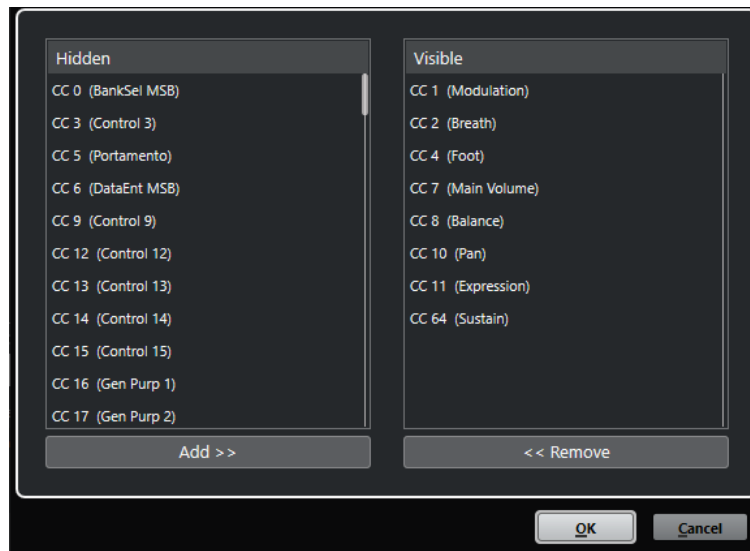 Hidden
CC 0 (BankSel MSB)
CC 3 (Control 3)
CC 5 (Portamento)
CC 6 (DataEnt MSB)
CC 9 (Control 9)
CC 12 (Control 12)
CC 13 (Control 13)
CC 14 (Control 14)
CC 15 (Control 15)
CC 16 (Gen Purp 1)
CC 17 (Gen Purp 2)
Add >>
Visible
CC 1 (Modulation)
CC 2 (Breath)
CC 4 (Foot)
CC 7 (Main Volume)
CC 8 (Balance)
CC 10 (Pan)
CC 11 (Expression)
CC 64 (Sustain)
<< Remove
OK
Cancel